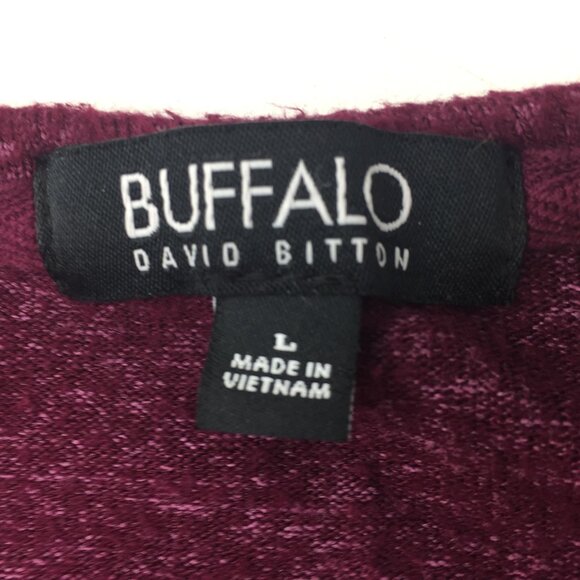 BUFFALO
DAVID BITTON
L
MADE IN
VIETNAM